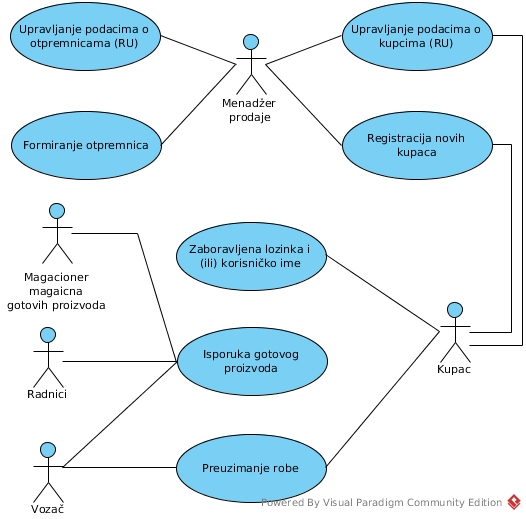 Upravljanje podacima o
otpremnicama (RU)
Upravljanje podacima o
kupcima (RU)
Menadžer
prodaje
Formiranje otpremnica
Registracija novih
kupaca
Magacioner
magaicna
gotovih proizvoda
Zaboravljena lozinka i
(ili) korisničko ime
Isporuka gotovog
proizvoda
Kupac
Radnici
Preuzimanje robe
Vozač
Powered By Visual Paradigm Community Edition